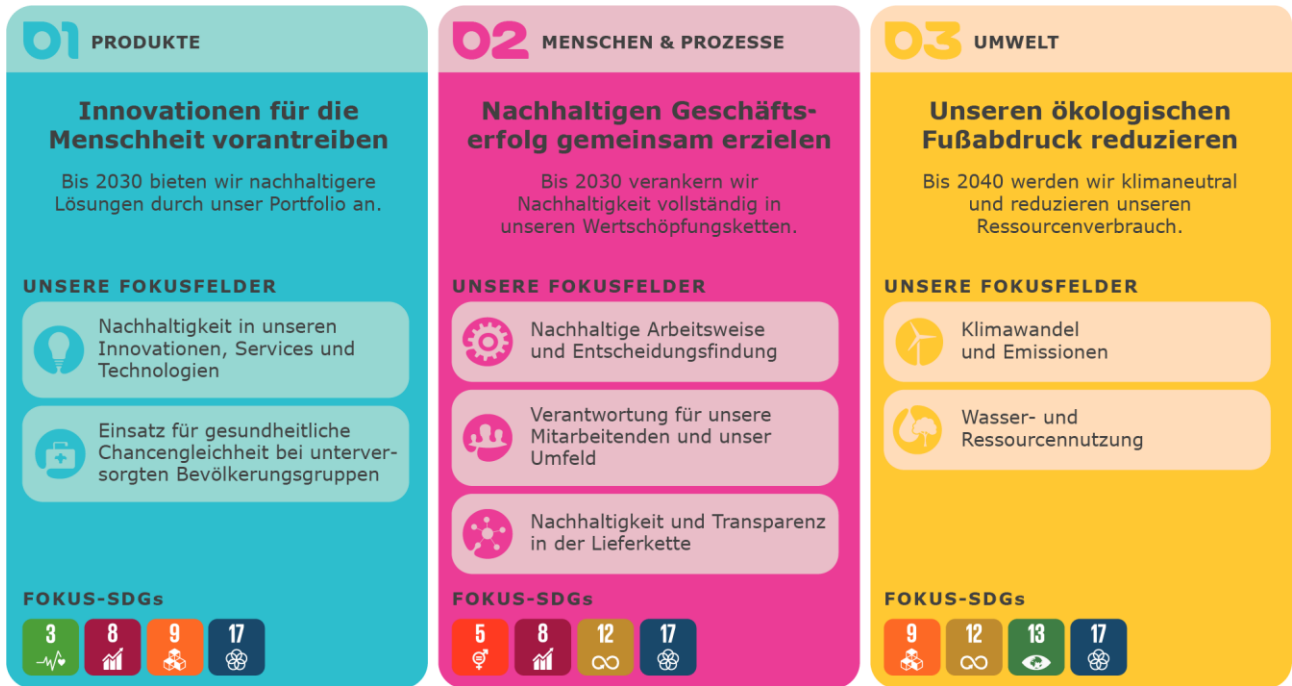 01 PRODUKTE
Innovationen für die
Menschheit vorantreiben
Bis 2030 bieten wir nachhaltigere
Lösungen durch unser Portfolio an.
UNSERE FOKUSFELDER
Nachhaltigkeit in unseren
Innovationen, Services und
Technologien
Einsatz für gesundheitliche
Chancengleichheit bei unterver-
sorgten Bevölkerungsgruppen
FOKUS-SDGs
3 8 9 17
02 MENSCHEN & PROZESSE
Nachhaltigen Geschäfts-
erfolg gemeinsam erzielen
Bis 2030 verankern wir
Nachhaltigkeit vollständig in
unseren Wertschöpfungsketten.
UNSERE FOKUSFELDER
Nachhaltige Arbeitsweise
und Entscheidungsfindung
Verantwortung für unsere
Mitarbeitenden und unser
Umfeld
Nachhaltigkeit und Transparenz
in der Lieferkette
FOKUS-SDGs
5 8 12 17
03 UMWELT
Unseren ökologischen
Fußabdruck reduzieren
Bis 2040 werden wir klimaneutral
und reduzieren unseren
Ressourcenverbrauch.
UNSERE FOKUSFELDER
Klimawandel
und Emissionen
Wasser- und
Ressourcennutzung
FOKUS-SDGs
9 12 13 17